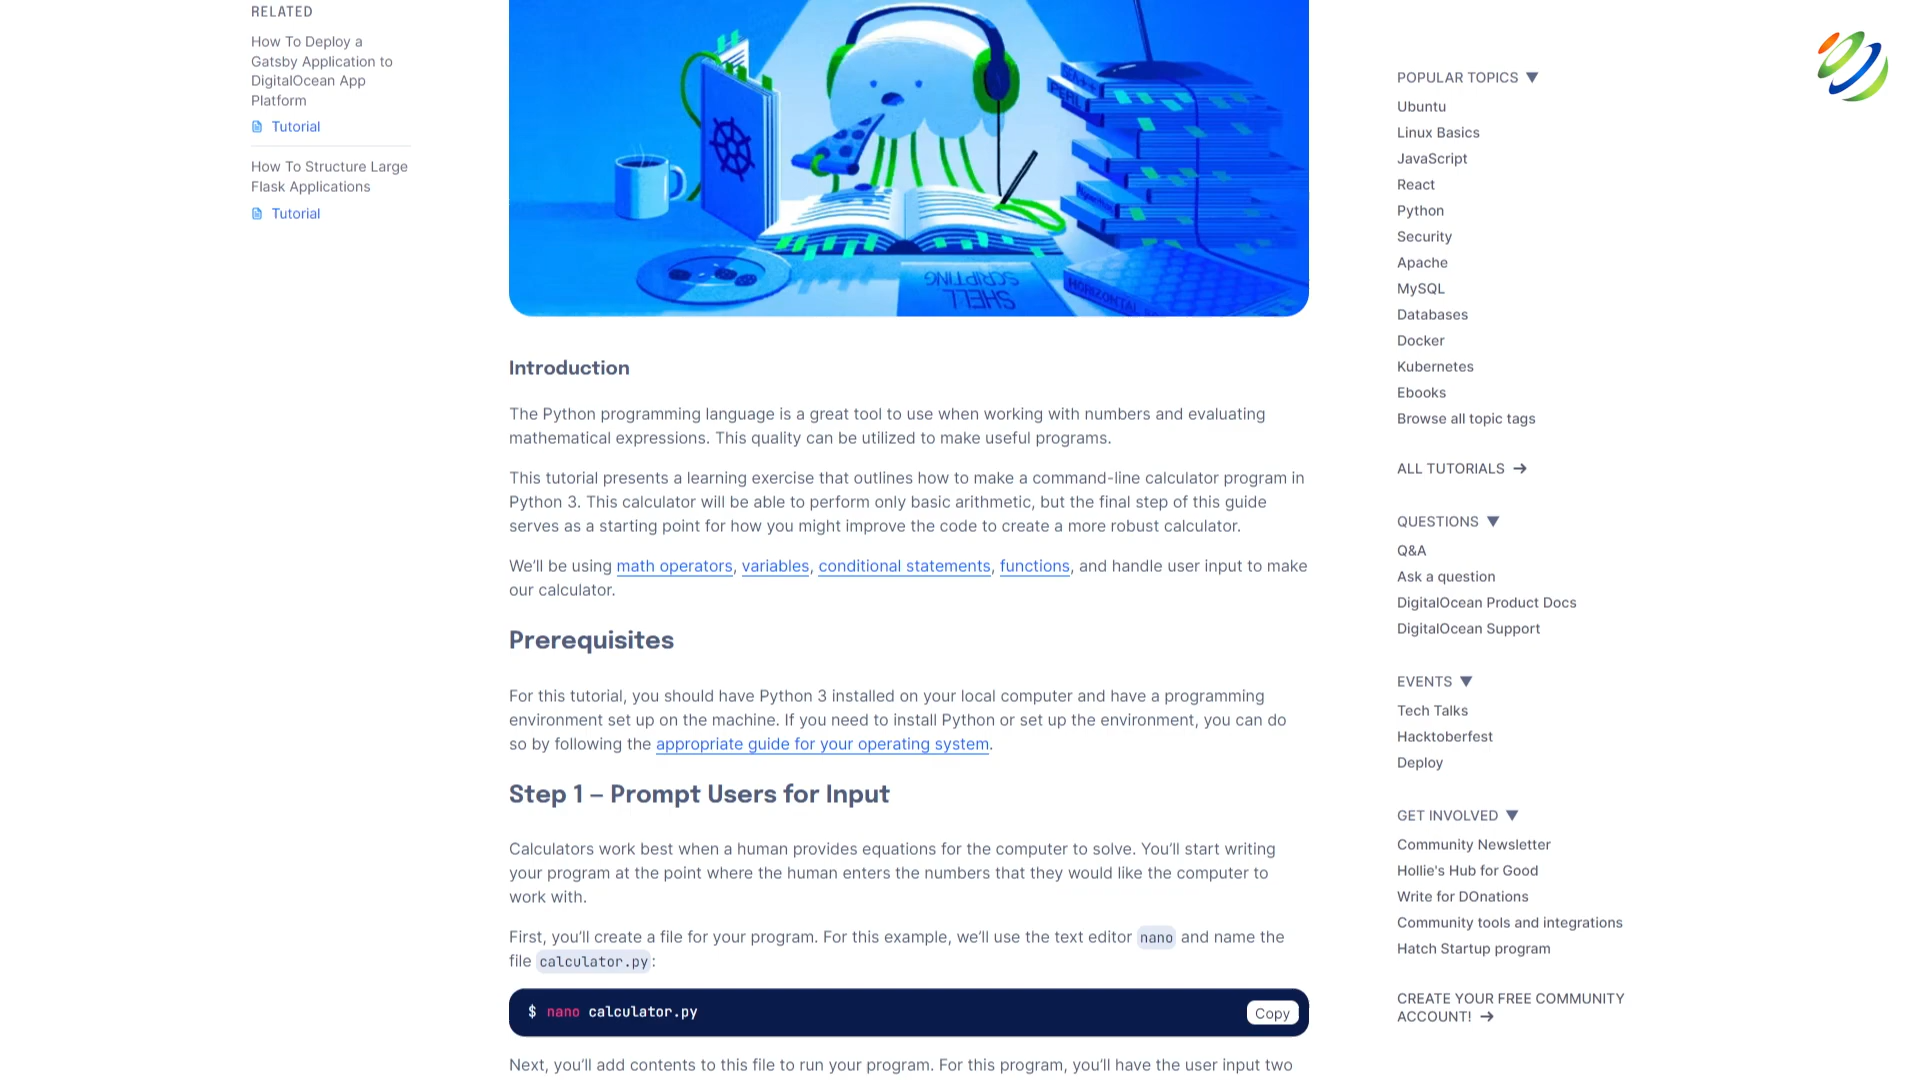 RELATED
How To Deploy a
Gatsby Application to
DigitalOcean App
Platform
Tutorial
How To Structure Large
Flask Applications
Tutorial
PERL
SHELL
SCRIPTING
HORIZONTAL
Introduction
The Python programming language is a great tool to use when working with numbers and evaluating
mathematical expressions. This quality can be utilized to make useful programs.
This tutorial presents a learning exercise that outlines how to make a command-line calculator program in
Python 3. This calculator will be able to perform only basic arithmetic, but the final step of this guide
serves as a starting point for how you might improve the code to create a more robust calculator.
We’ll be using math operators, variables, conditional statements, functions, and handle user input to make
our calculator.
Prerequisites
For this tutorial, you should have Python 3 installed on your local computer and have a programming
environment set up on the machine. If you need to install Python or set up the environment, you can do
so by following the appropriate guide for your operating system.
Step 1 — Prompt Users for Input
Calculators work best when a human provides equations for the computer to solve. You’ll start writing
your program at the point where the human enters the numbers that they would like the computer to
work with.
First, you’ll create a file for your program. For this example, we’ll use the text editor nano and name the
file calculator.py:
$ nano calculator.py
Copy
Next, you’ll add contents to this file to run your program. For this program, you’ll have the user input two
POPULAR TOPICS
Ubuntu
Linux Basics
JavaScript
React
Python
Security
Apache
MySQL
Databases
Docker
Kubernetes
Ebooks
Browse all topic tags
ALL TUTORIALS
QUESTIONS
Q&A
Ask a question
DigitalOcean Product Docs
DigitalOcean Support
EVENTS
Tech Talks
Hacktoberfest
Deploy
GET INVOLVED
Community Newsletter
Hollie's Hub for Good
Write for DOnations
Community tools and integrations
Hatch Startup program
CREATE YOUR FREE COMMUNITY
ACCOUNT!